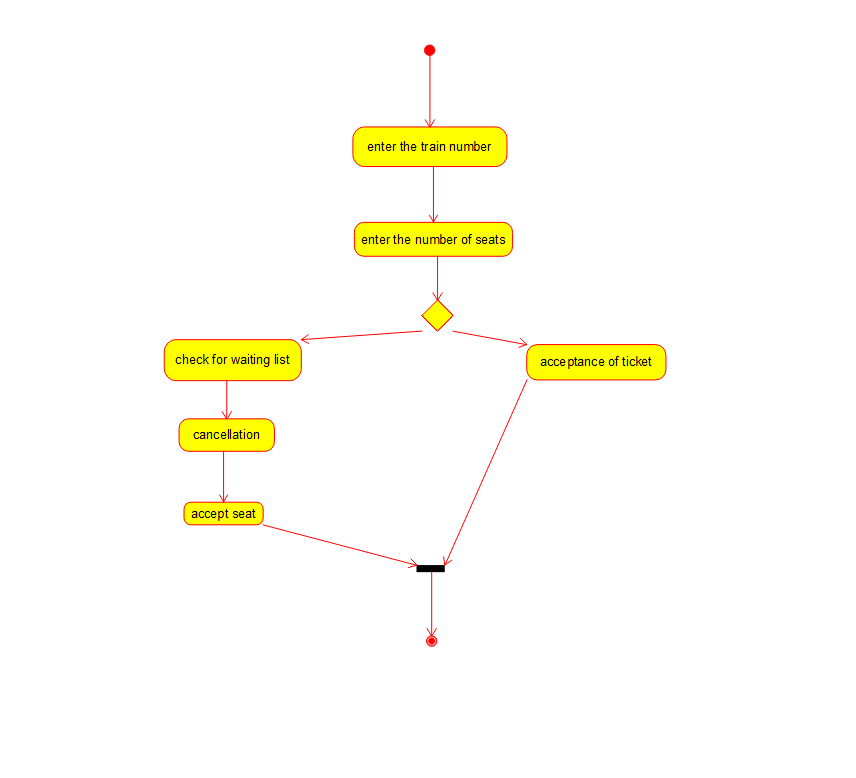 enter the train number
enter the number of seats
check for waiting list
acceptance of ticket
cancellation
accept seat